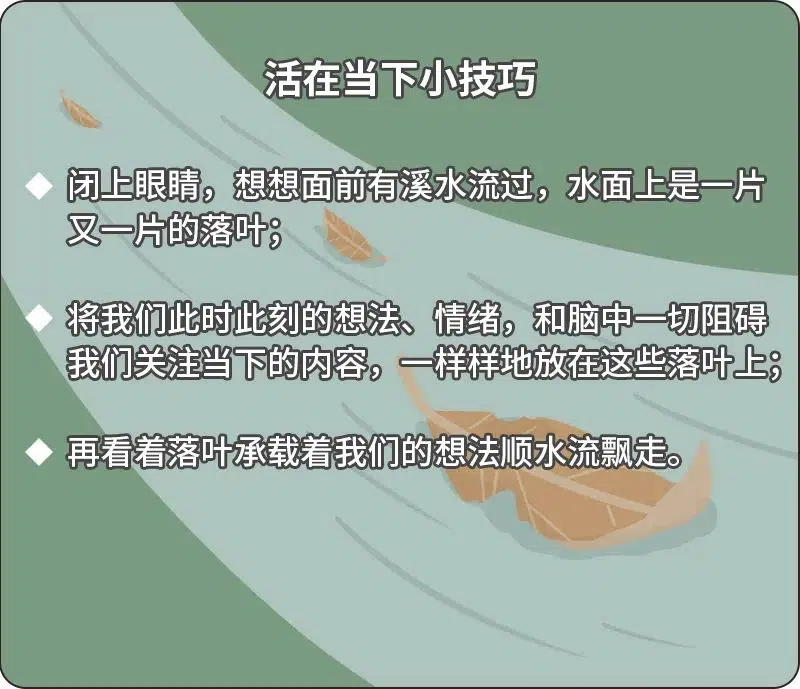 活在当下小技巧
闭上眼睛，想想面前有溪水流过，水面上是一片
又一片的落叶；
将我们此时此刻的想法、情绪，和脑中一切阻碍
我们关注当下的内容，一样样地放在这些落叶上；
再看着落叶承载着我们的想法顺水流飘走。